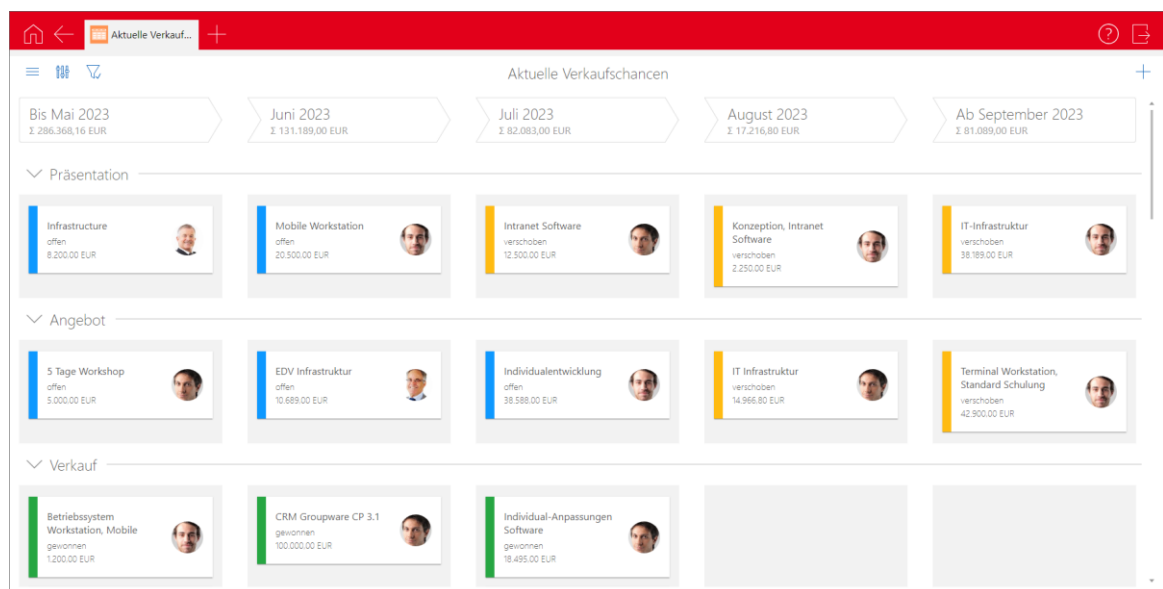 Aktuelle Verkauf...
Aktuelle Verkaufschancen
Bis Mai 2023
Σ 286.368,16 EUR
Juni 2023
Σ 131.189,00 EUR
Juli 2023
Σ 82.083,00 EUR
August 2023
Σ 17.216,80 EUR
Ab September 2023
Σ 81.089,00 EUR
Präsentation
Infrastructure
offen
8.200.00 EUR
Mobile Workstation
offen
20.500.00 EUR
Intranet Software
verschoben
12.500.00 EUR
Konzeption, Intranet
Software
verschoben
2.250.00 EUR
IT-Infrastruktur
verschoben
38.189.00 EUR
Angebot
5 Tage Workshop
offen
5.000.00 EUR
EDV Infrastruktur
offen
10.689.00 EUR
Individualentwicklung
offen
38.588.00 EUR
IT Infrastruktur
verschoben
14.966.80 EUR
Terminal Workstation,
Standard Schulung
verschoben
42.900.00 EUR
Verkauf
Betriebssystem
Workstation, Mobile
gewonnen
1.200.00 EUR
CRM Groupware CP 3.1
gewonnen
100.000.00 EUR
Individual-Anpassungen
Software
gewonnen
18.495.00 EUR